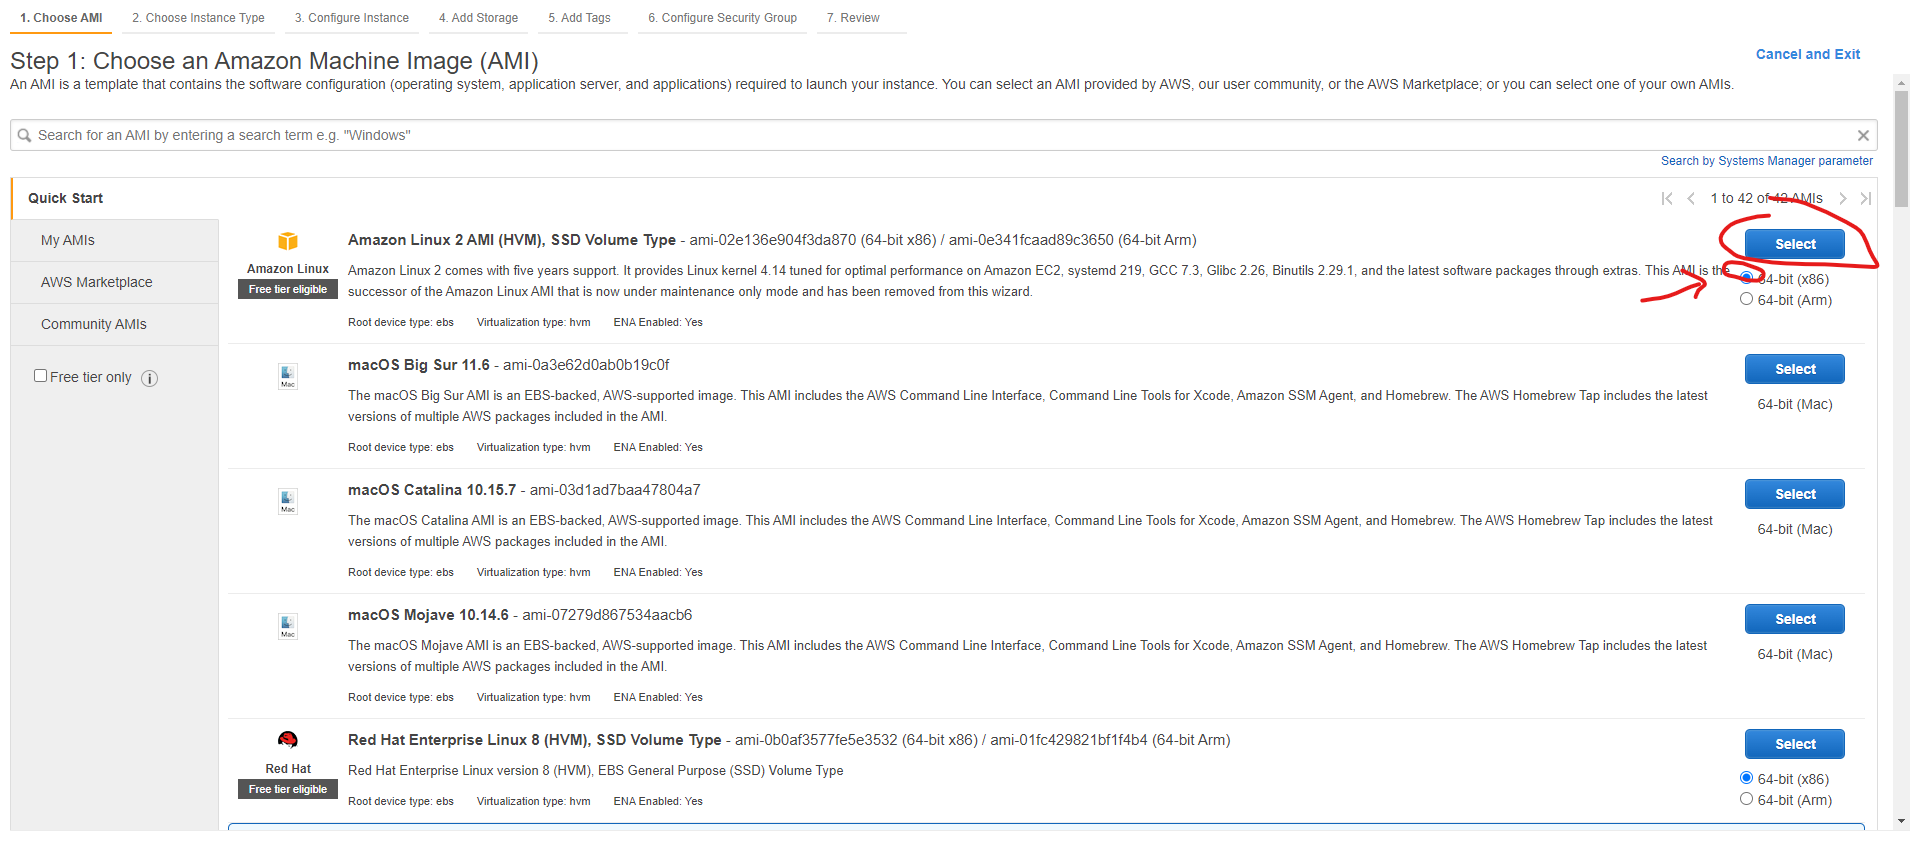 1. Choose AMI 2. Choose Instance Type 3. Configure Instance 4. Add Storage 5. Add Tags 6. Configure Security Group 7. Review
Step 1: Choose an Amazon Machine Image (AMI)
Cancel and Exit
An AMI is a template that contains the software configuration (operating system, application server, and applications) required to launch your instance. You can select an AMI provided by AWS, our user community, or the AWS Marketplace; or you can select one of your own AMIs.
Search for an AMI by entering a search term e.g. "Windows"
Search by Systems Manager parameter
Quick Start
1 to 42 of 42 AMIs
My AMIs
AWS Marketplace
Community AMIs
Free tier only
Amazon Linux
Free tier eligible
Amazon Linux 2 AMI (HVM), SSD Volume Type - ami-02e136e904f3da870 (64-bit x86) / ami-0e341fcaad89c3650 (64-bit Arm)
Amazon Linux 2 comes with five years support. It provides Linux kernel 4.14 tuned for optimal performance on Amazon EC2, systemd 219, GCC 7.3, Glibc 2.26, Binutils 2.29.1, and the latest software packages through extras. This AMI is the
successor of the Amazon Linux AMI that is now under maintenance only mode and has been removed from this wizard.
Root device type: ebs Virtualization type: hvm ENA Enabled: Yes
Select
64-bit (x86)
64-bit (Arm)
Mac
macOS Big Sur 11.6 - ami-0a3e62d0ab0b19c0f
The macOS Big Sur AMI is an EBS-backed, AWS-supported image. This AMI includes the AWS Command Line Interface, Command Line Tools for Xcode, Amazon SSM Agent, and Homebrew. The AWS Homebrew Tap includes the latest
versions of multiple AWS packages included in the AMI.
Root device type: ebs Virtualization type: hvm ENA Enabled: Yes
Select
64-bit (Mac)
Mac
macOS Catalina 10.15.7 - ami-03d1ad7baa47804a7
The macOS Catalina AMI is an EBS-backed, AWS-supported image. This AMI includes the AWS Command Line Interface, Command Line Tools for Xcode, Amazon SSM Agent, and Homebrew. The AWS Homebrew Tap includes the latest
versions of multiple AWS packages included in the AMI.
Root device type: ebs Virtualization type: hvm ENA Enabled: Yes
Select
64-bit (Mac)
Mac
macOS Mojave 10.14.6 - ami-07279d867534aacb6
The macOS Mojave AMI is an EBS-backed, AWS-supported image. This AMI includes the AWS Command Line Interface, Command Line Tools for Xcode, Amazon SSM Agent, and Homebrew. The AWS Homebrew Tap includes the latest
versions of multiple AWS packages included in the AMI.
Root device type: ebs Virtualization type: hvm ENA Enabled: Yes
Select
64-bit (Mac)
Red Hat
Free tier eligible
Red Hat Enterprise Linux 8 (HVM), SSD Volume Type - ami-0b0af3577fe5e3532 (64-bit x86) / ami-01fc429821bf1f4b4 (64-bit Arm)
Red Hat Enterprise Linux version 8 (HVM), EBS General Purpose (SSD) Volume Type
Root device type: ebs Virtualization type: hvm ENA Enabled: Yes
Select
64-bit (x86)
64-bit (Arm)